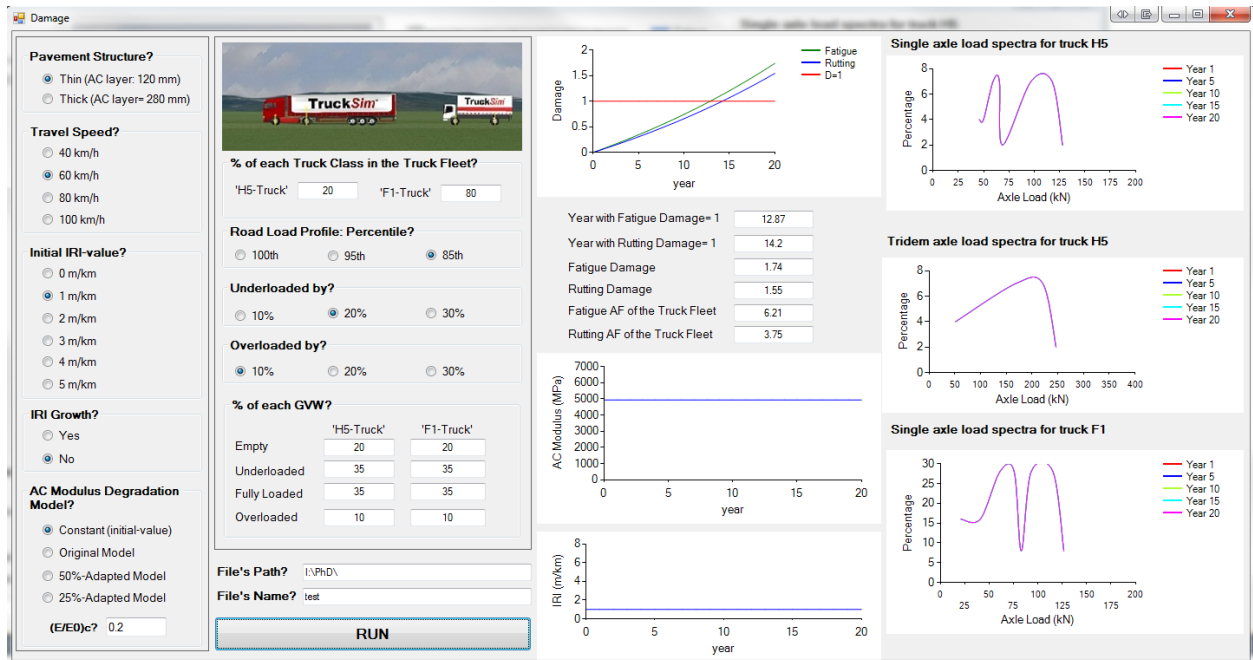 Damage
Pavement Structure?
Thin (AC layer: 120 mm)
Thick (AC layer= 280 mm)
Travel Speed?
40 km/h
60 km/h
80 km/h
100 km/h
Initial IRI-value?
0 m/km
1 m/km
2 m/km
3 m/km
4 m/km
5 m/km
IRI Growth?
Yes
No
AC Modulus Degradation
Model?
Constant (initial-value)
Original Model
50%-Adapted Model
25%-Adapted Model
(E/E0)c? 0.2
TruckSim TruckSim
% of each Truck Class in the Truck Fleet?
'H5-Truck' 20 'F1-Truck' 80
Road Load Profile: Percentile?
100th 95th 85th
Underloaded by?
10% 20% 30%
Overloaded by?
10% 20% 30%
% of each GVW?
'H5-Truck' 'F1-Truck'
Empty 20 20
Underloaded 35 35
Fully Loaded 35 35
Overloaded 10 10
File's Path? I:\PhD\
File's Name? test
RUN
Damage
2
1.5
1
0.5
0
0 5 10 15 20
year
Fatigue
Rutting
D=1
Year with Fatigue Damage= 1 12.87
Year with Rutting Damage= 1 14.2
Fatigue Damage 1.74
Rutting Damage 1.55
Fatigue AF of the Truck Fleet 6.21
Rutting AF of the Truck Fleet 3.75
AC Modulus (MPa)
7000
6000
5000
4000
3000
2000
1000
0 5 10 15 20
year
IRI (m/km)
8
6
4
2
0
0 5 10 15 20
year
Single axle load spectra for truck H5
Percentage
8
6
4
2
0
0 25 50 75 100 125 150 175 200
Axle Load (kN)
Year 1
Year 5
Year 10
Year 15
Year 20
Tridem axle load spectra for truck H5
Percentage
8
6
4
2
0
0 50 100 150 200 250 300 350 400
Axle Load (kN)
Year 1
Year 5
Year 10
Year 15
Year 20
Single axle load spectra for truck F1
Percentage
30
25
20
15
10
5
0
0 50 100 150 200
25 75 125 175
Axle Load (kN)
Year 1
Year 5
Year 10
Year 15
Year 20